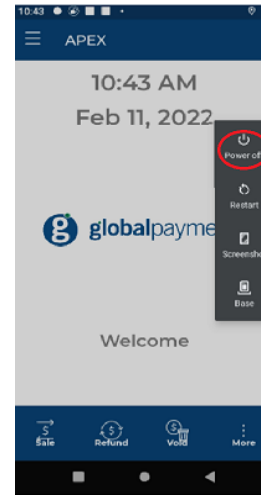 10:43
APEX
10:43 AM
Feb 11, 2022
Power of
Restart
Screensh
globalpayme
Base
Welcome
Sale Refund Void More